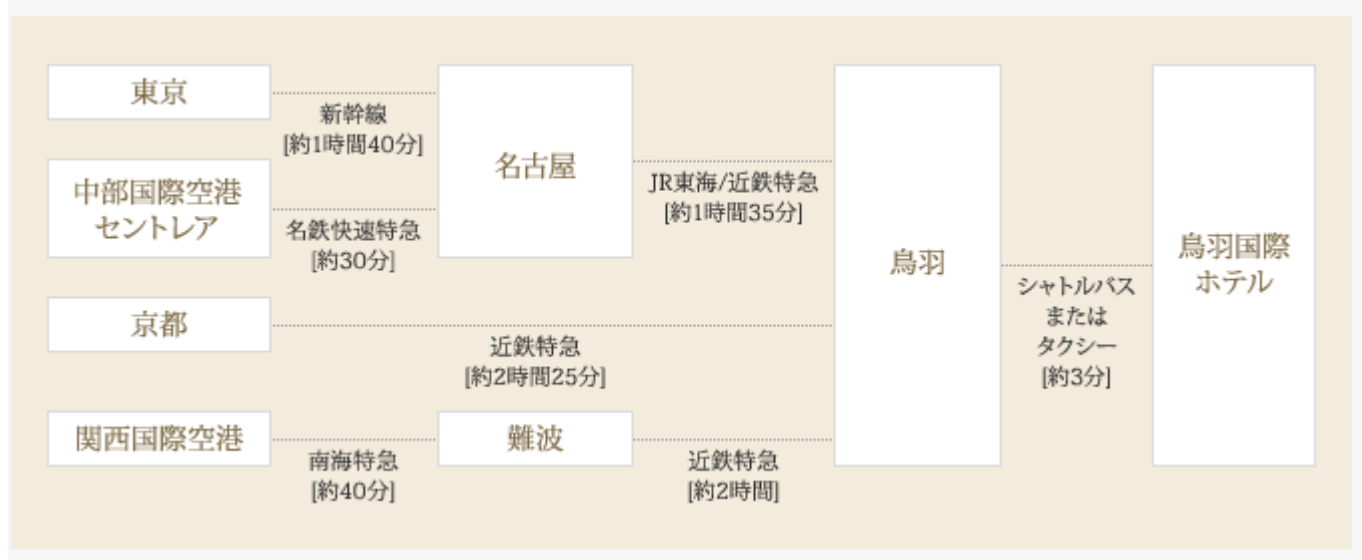 東京
新幹線
[約1時間40分]
中部国際空港
セントレア
名鉄快速特急
[約30分]
名古屋
JR東海/近鉄特急
[約1時間35分]
京都
近鉄特急
[約2時間25分]
関西国際空港
南海特急
[約40分]
難波
近鉄特急
[約2時間]
鳥羽
シャトルバス
または
タクシー
[約3分]
鳥羽国際
ホテル